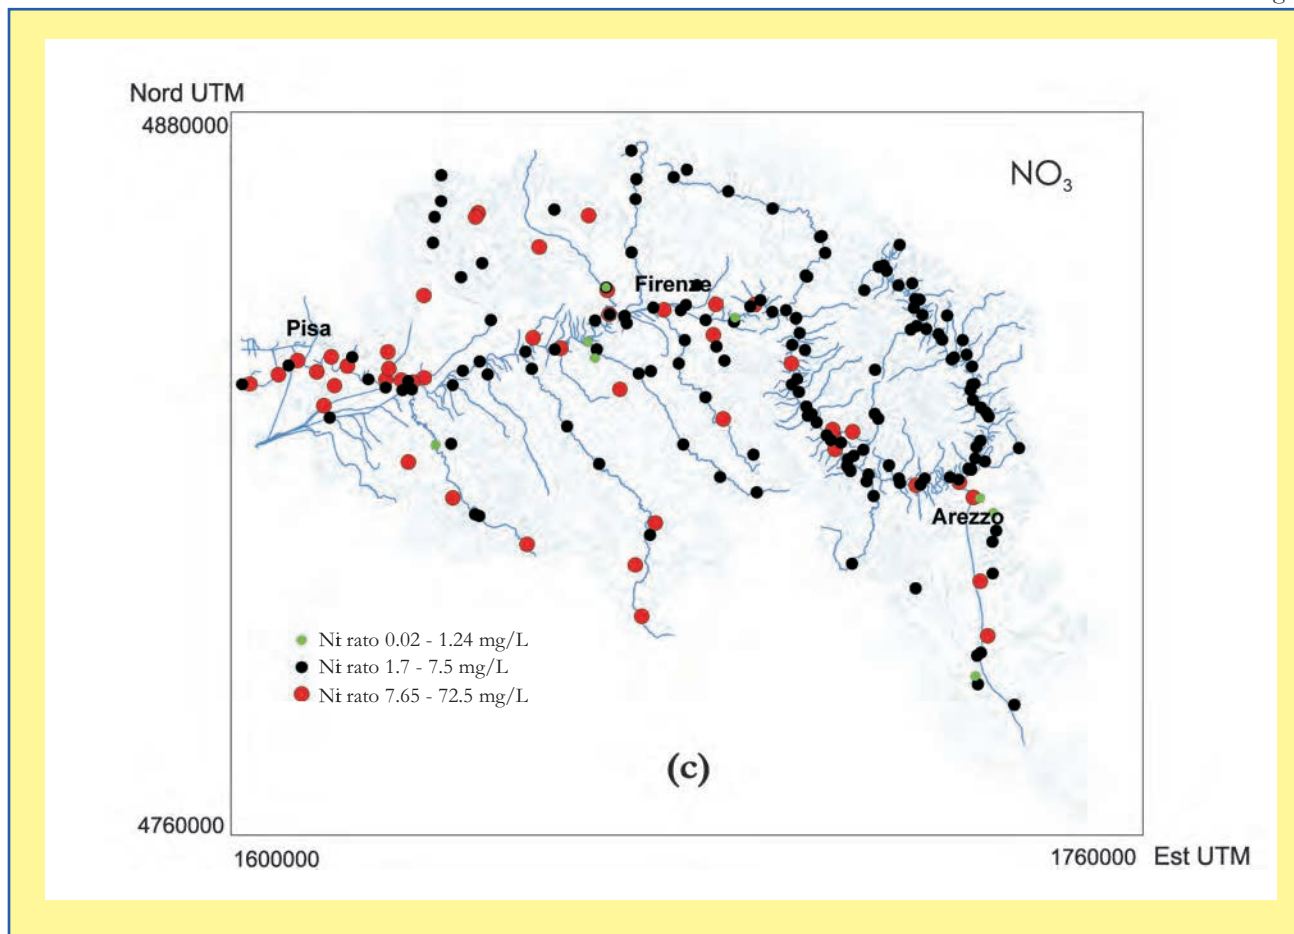 g
Nord UTM
4880000
NO3
Firenze
Pisa
Arezzo
Nitrato 0.02 - 1.24 mg/L
Nitrato 1.7 - 7.5 mg/L
Nitrato 7.65 - 72.5 mg/L
(c)
4760000
1600000
1760000 Est UTM